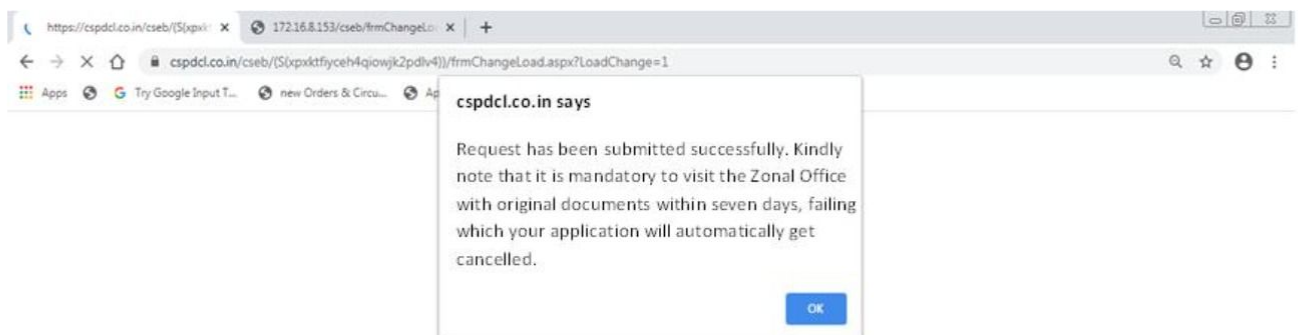 https://cspdcl.co.in/cseb/(S(xpxk
172.16.8.153/cseb/frmChangeLo
cspdcl.co.in/cseb/(S(xpxktfiyceh4qiowjk2pdlv4))/frmChangeLoad.aspx?LoadChange=1
Apps Try Google Input T... new Orders & Circu... Ap
cspdcl.co.in says
Request has been submitted successfully. Kindly
note that it is mandatory to visit the Zonal Office
with original documents within seven days, failing
which your application will automatically get
cancelled.
OK